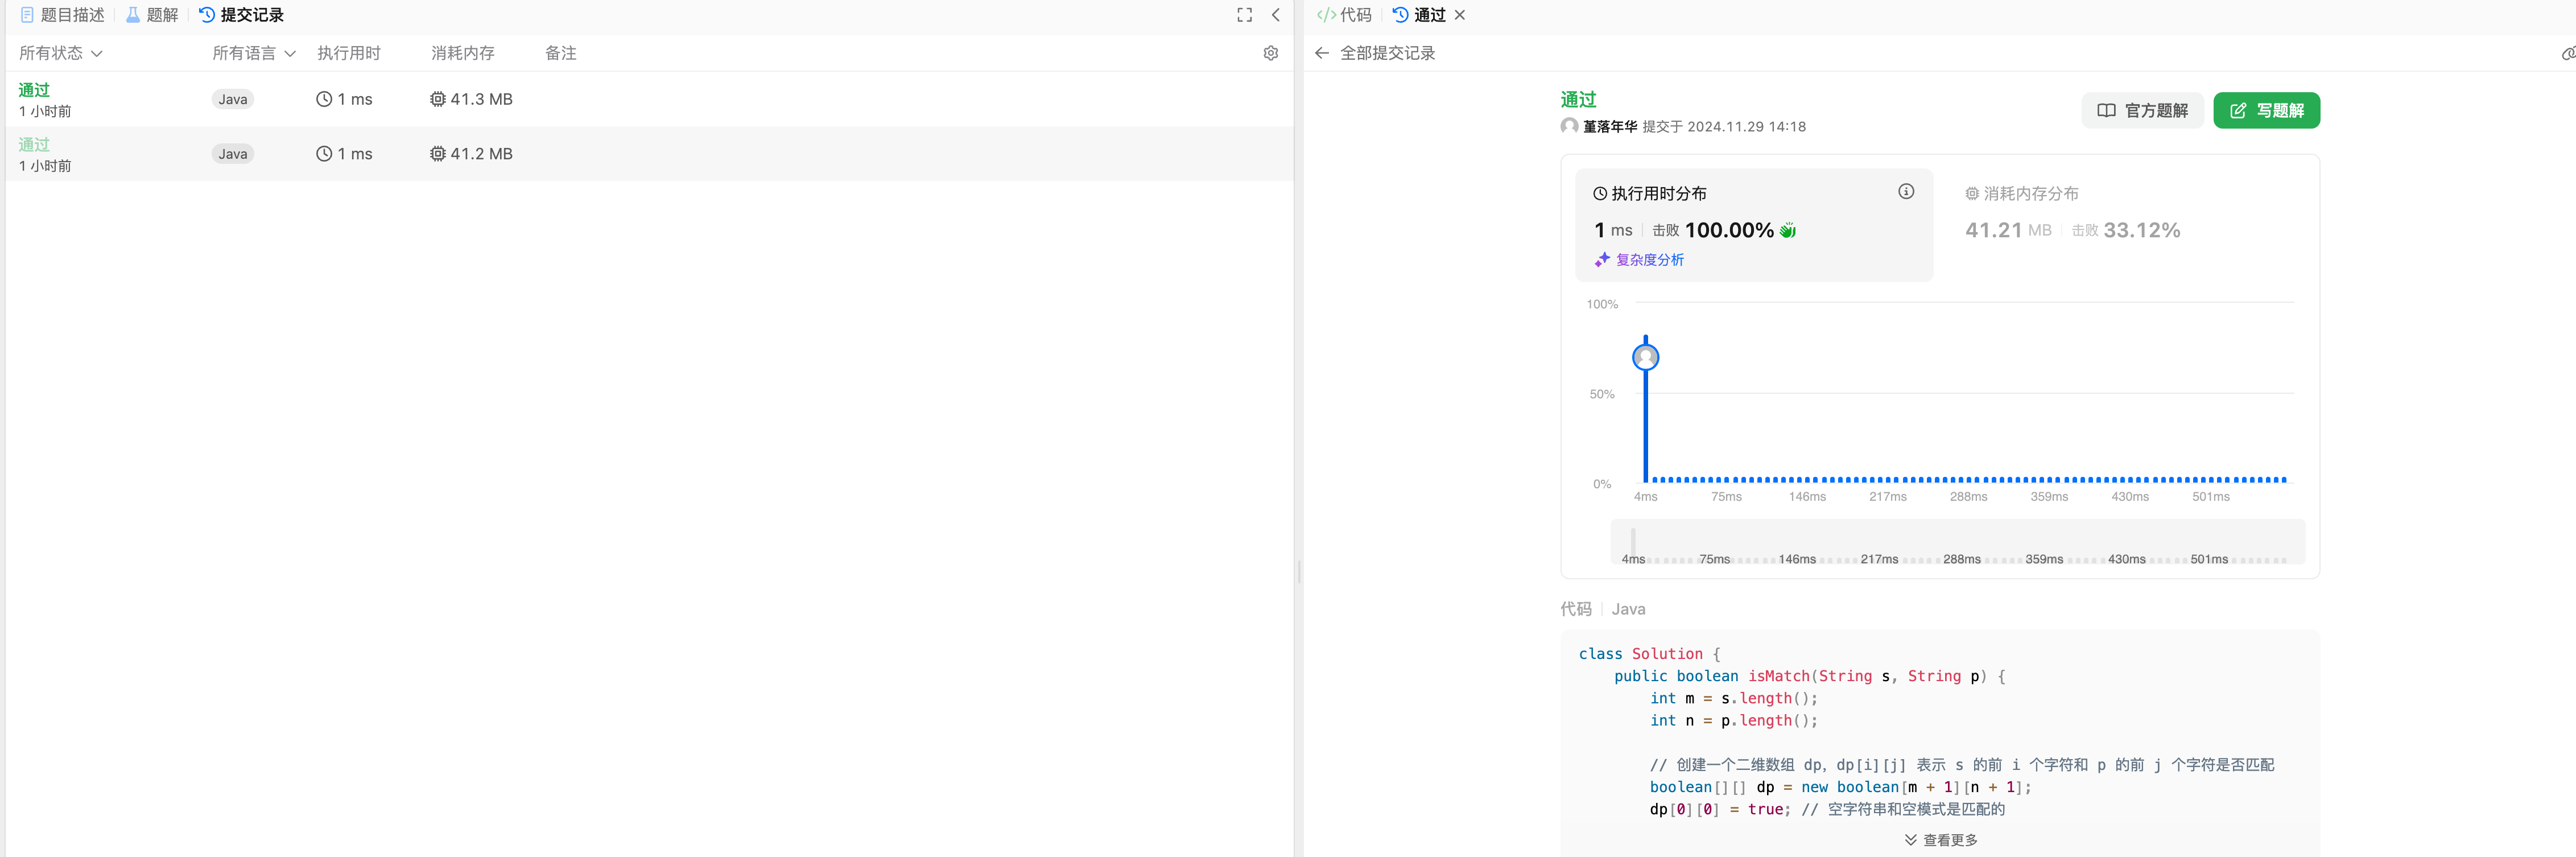 题目描述 题解 提交记录
所有状态 所有语言 执行用时 消耗内存 备注
通过
1 小时前
Java 1 ms 41.3 MB
通过
1 小时前
Java 1 ms 41.2 MB
代码 通过
全部提交记录
通过
堇落年华 提交于 2024.11.29 14:18
官方题解 写题解
执行用时分布
1 ms 击败 100.00%
复杂度分析
消耗内存分布
41.21 MB 击败 33.12%
100%
50%
0%
4ms 75ms 146ms 217ms 288ms 359ms 430ms 501ms
4ms 75ms 146ms 217ms 288ms 359ms 430ms 501ms
代码 Java
class Solution {
public boolean isMatch(String s, String p) {
int m = s.length();
int n = p.length();
// 创建一个二维数组 dp，dp[i][j] 表示 s 的前 i 个字符和 p 的前 j 个字符是否匹配
boolean[][] dp = new boolean[m + 1][n + 1];
dp[0][0] = true; // 空字符串和空模式是匹配的
查看更多